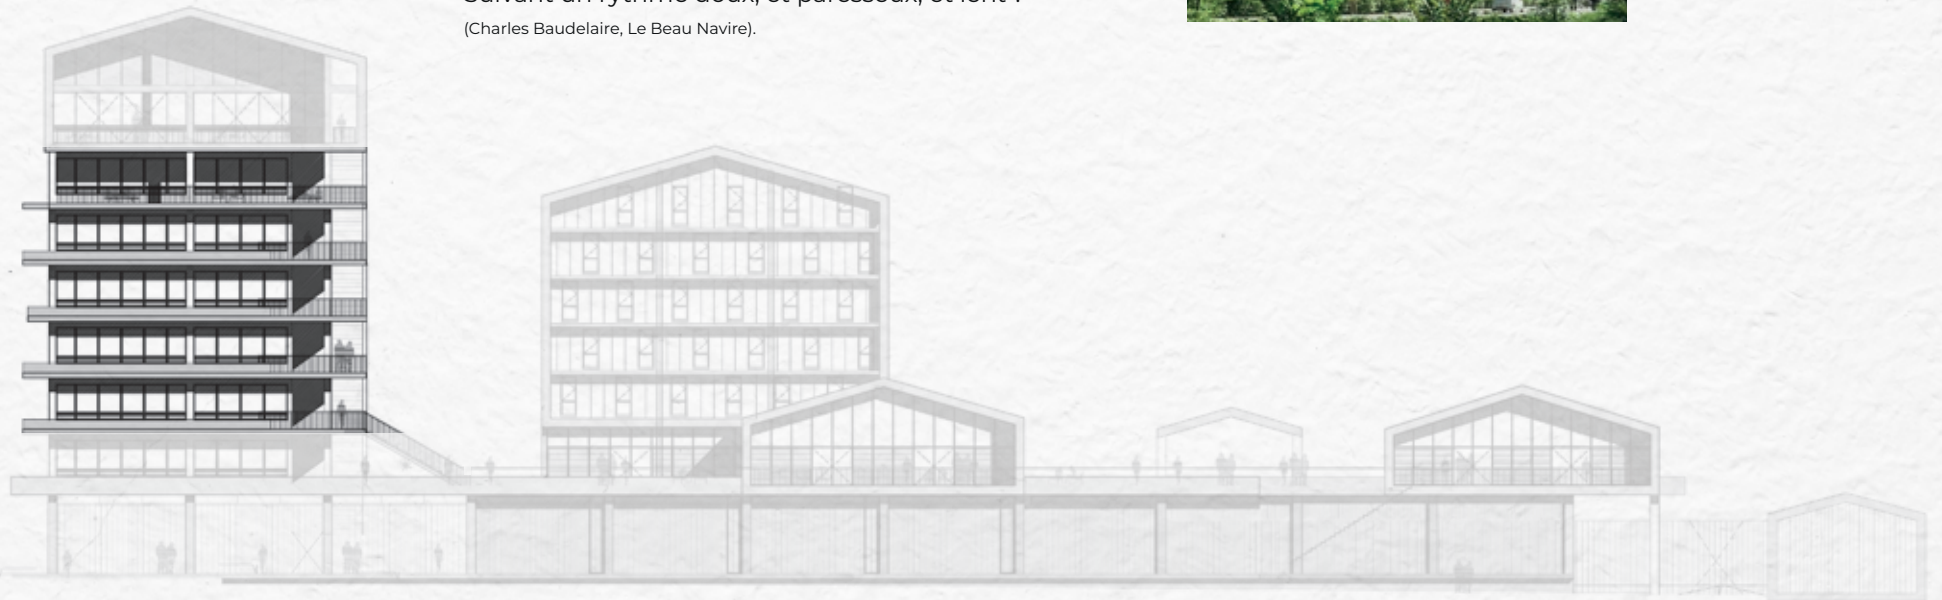 Suivant un rythme doux, et paresseux, et lent
(Charles Baudelaire, Le Beau Navire).